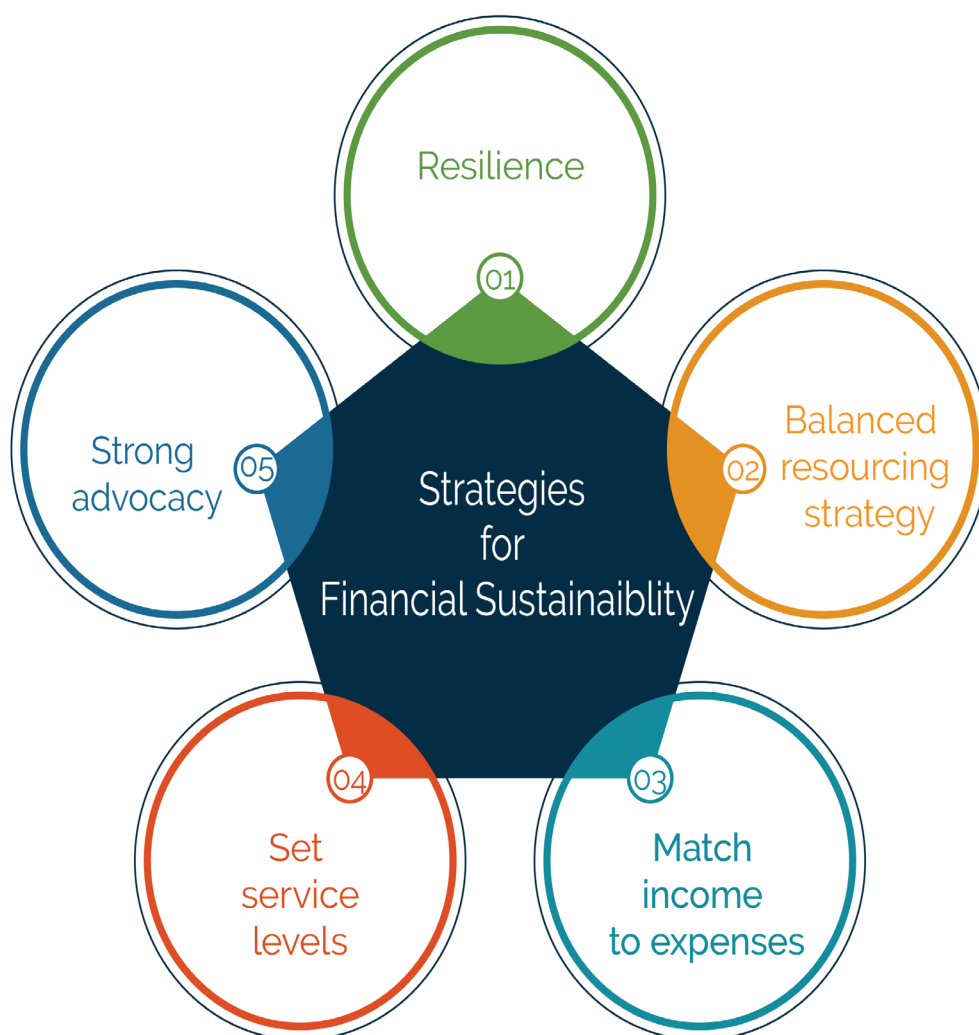 Resilience
01
Balanced
resourcing
strategy
02
Match
income
to expenses
03
Set
service
levels
04
Strong
advocacy
05
Strategies
for
Financial Sustainaiblity